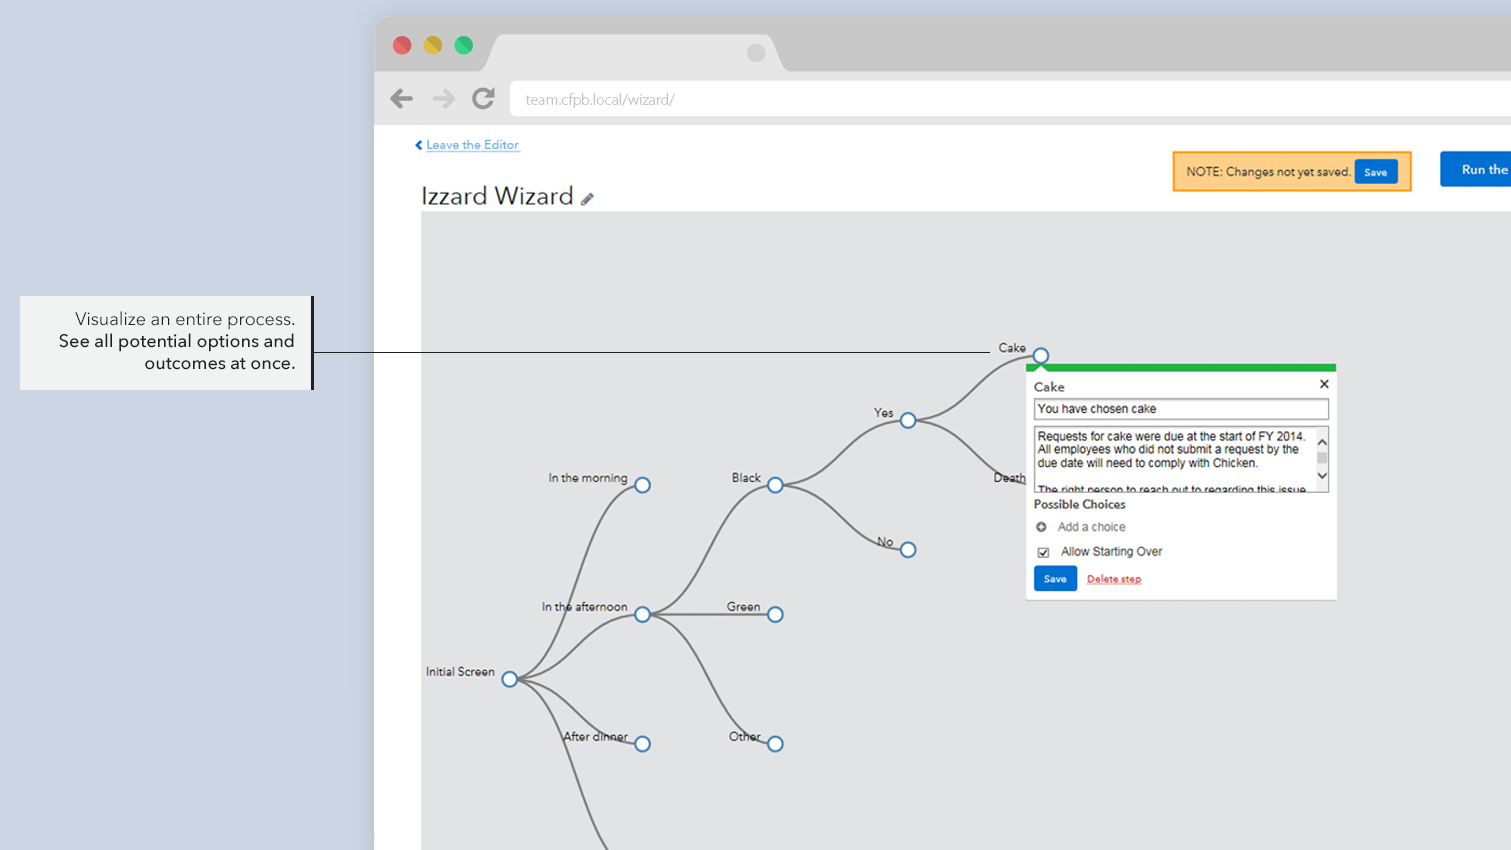 team.cfpb.local/wizard/
Leave the Editor
NOTE: Changes not yet saved. Save
Run the
Izzard Wizard
Visualize an entire process.
See all potential options and
outcomes at once.
Cake
Yes
Death
In the morning
Black
No
In the afternoon
Green
Initial Screen
After dinner
Other
Cake
You have chosen cake
Requests for cake were due at the start of FY 2014.
All employees who did not submit a request by the
due date will need to comply with Chicken.
The right person to reach out to regarding this issue
Possible Choices
Add a choice
Allow Starting Over
Save Delete step